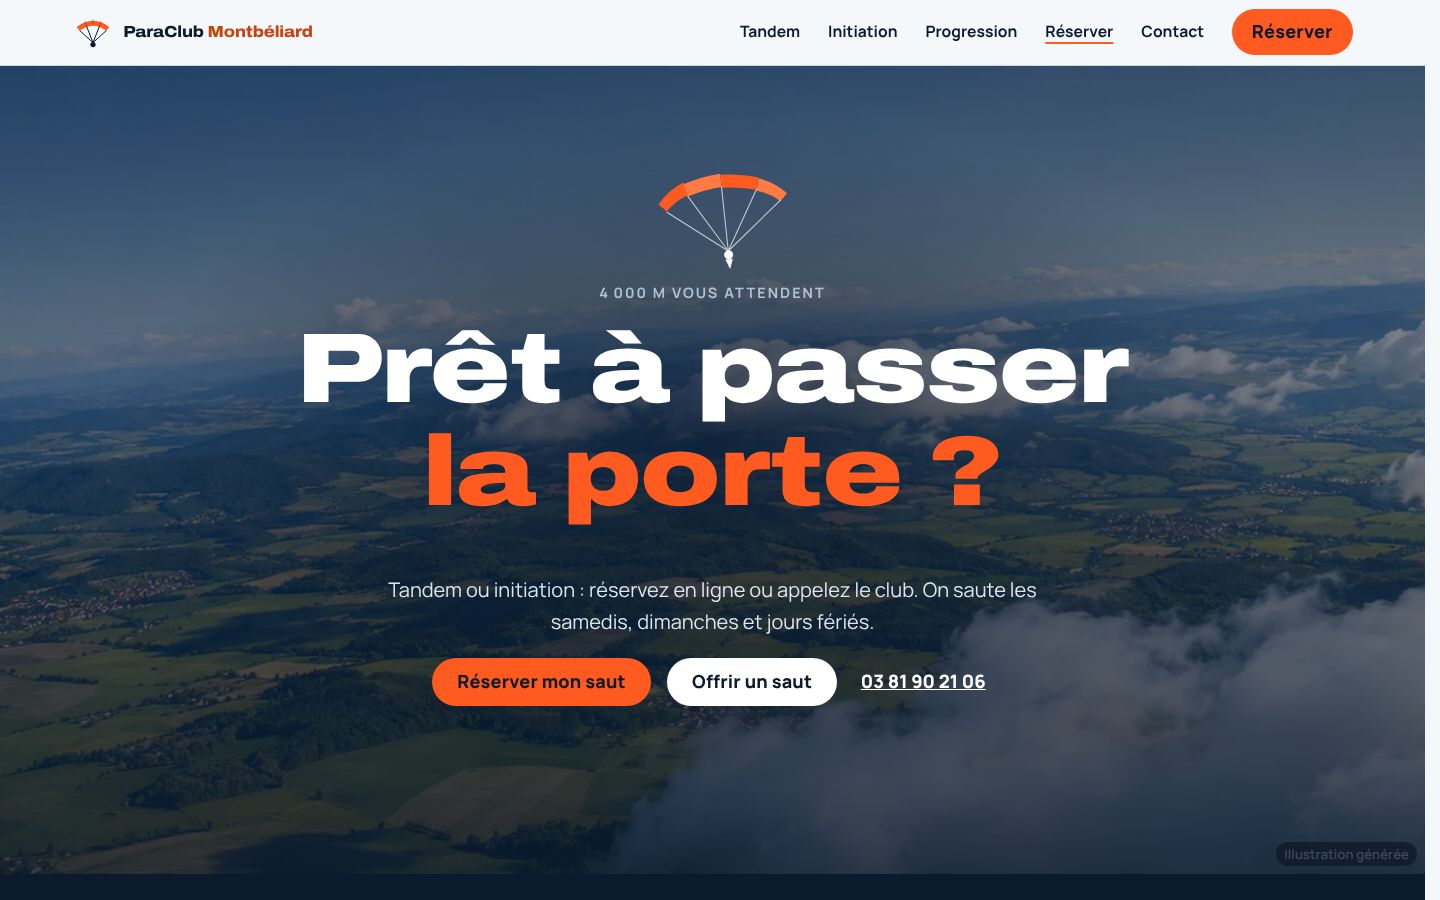 ParaClub Montbéliard
Tandem
Initiation
Progression
Réserver
Contact
Réserver
4 000 M VOUS ATTENDENT
Prêt à passer
la porte ?
Tandem ou initiation : réservez en ligne ou appelez le club. On saute les
samedis, dimanches et jours fériés.
Réserver mon saut
Offrir un saut
03 81 90 21 06
Illustration générée